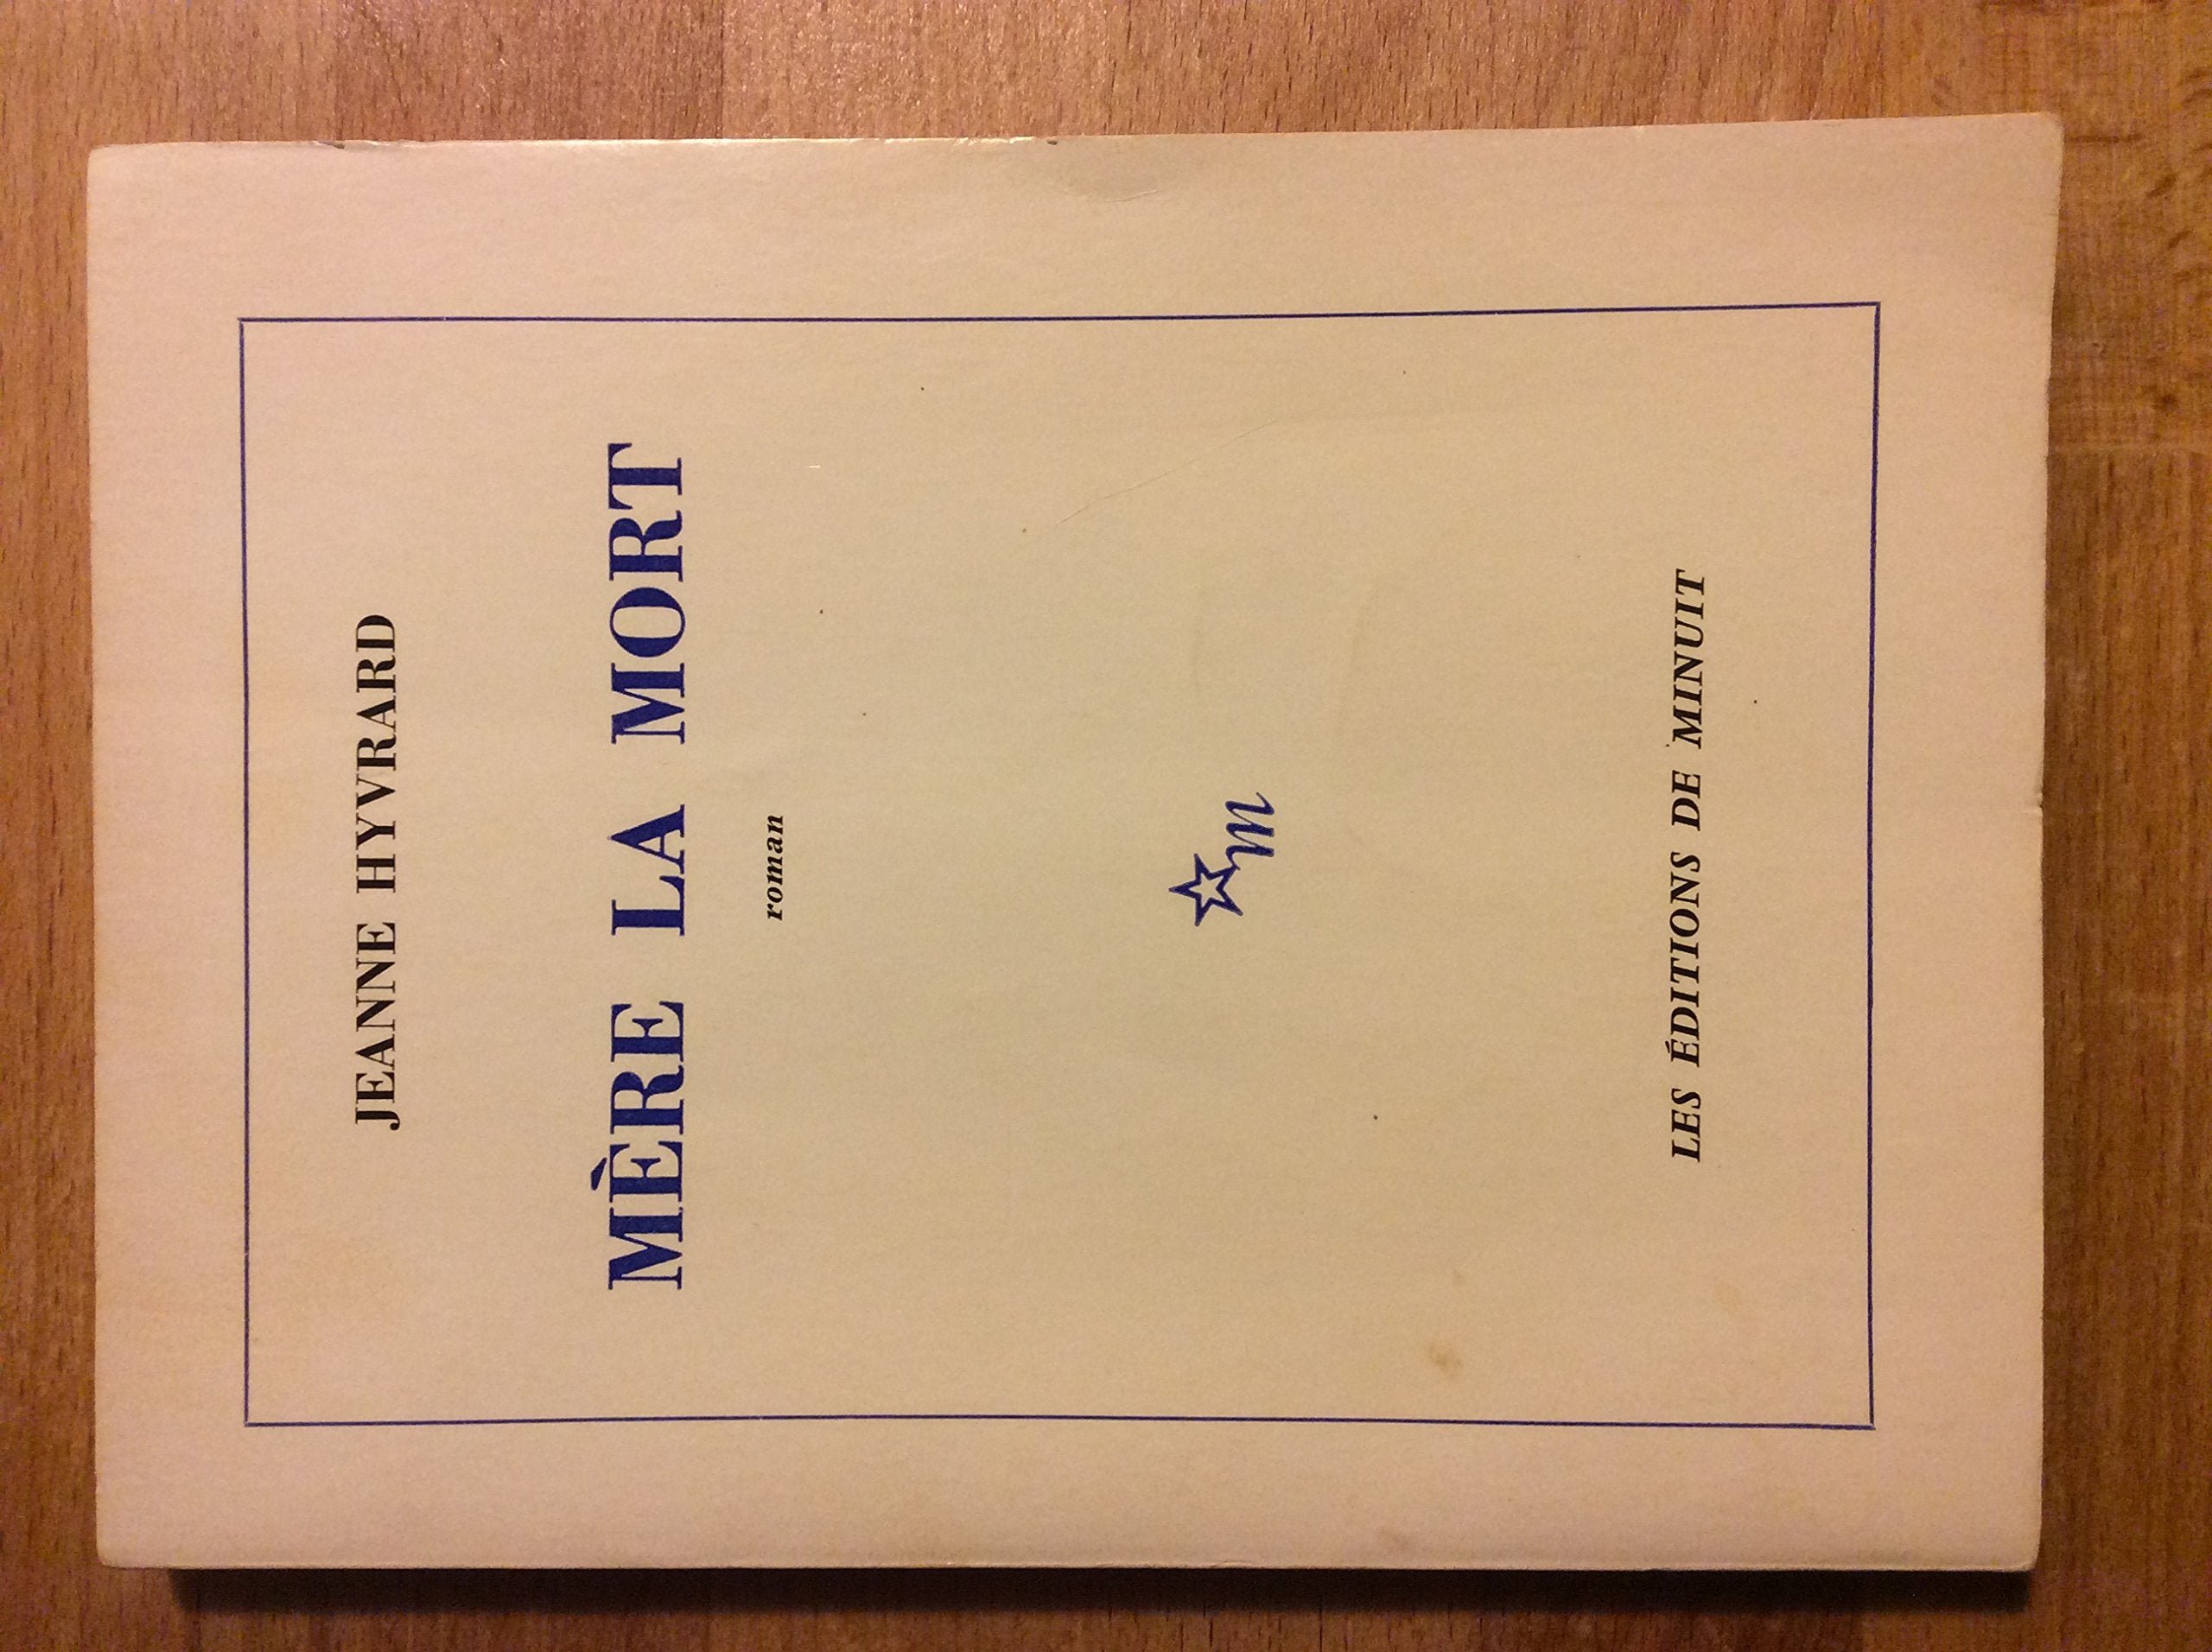 JEANNE HYVRARD
MÈRE LA MORT
roman
m
LES ÉDITIONS DE MINUIT